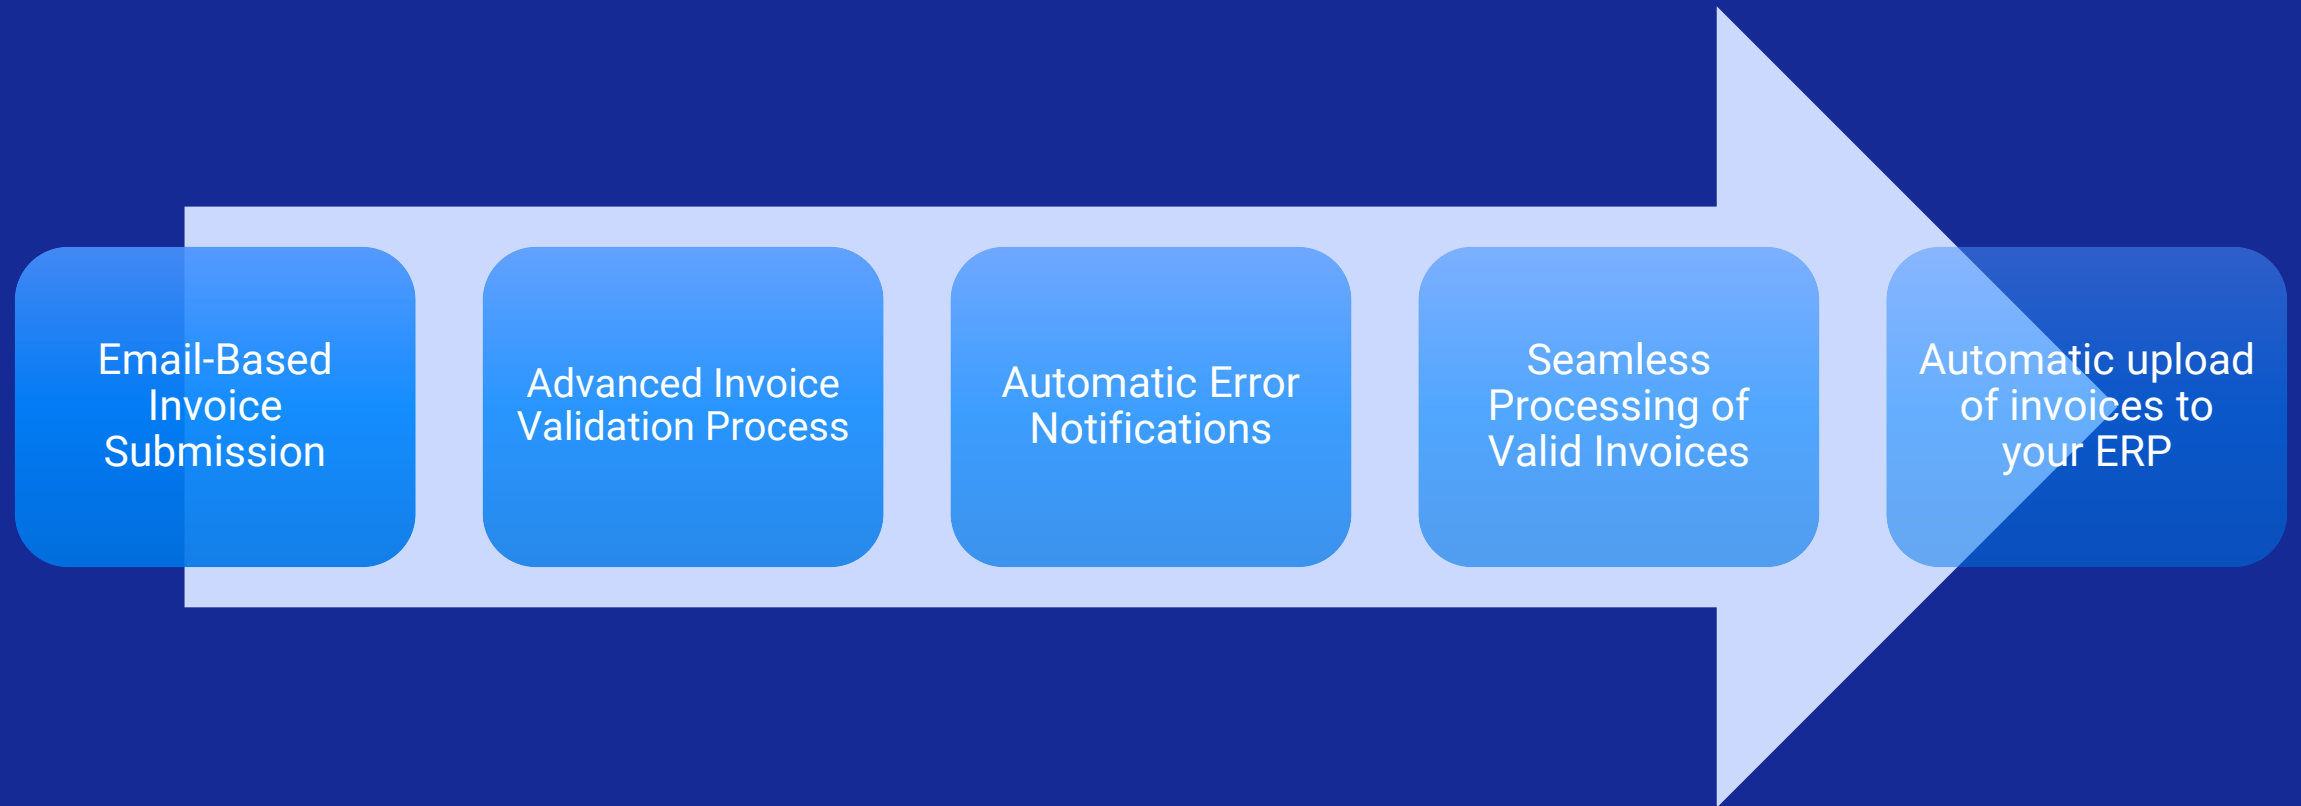 Email-Based
Invoice
Submission
Advanced Invoice
Validation Process
Automatic Error
Notifications
Seamless
Processing of
Valid Invoices
Automatic upload
of invoices to
your ERP